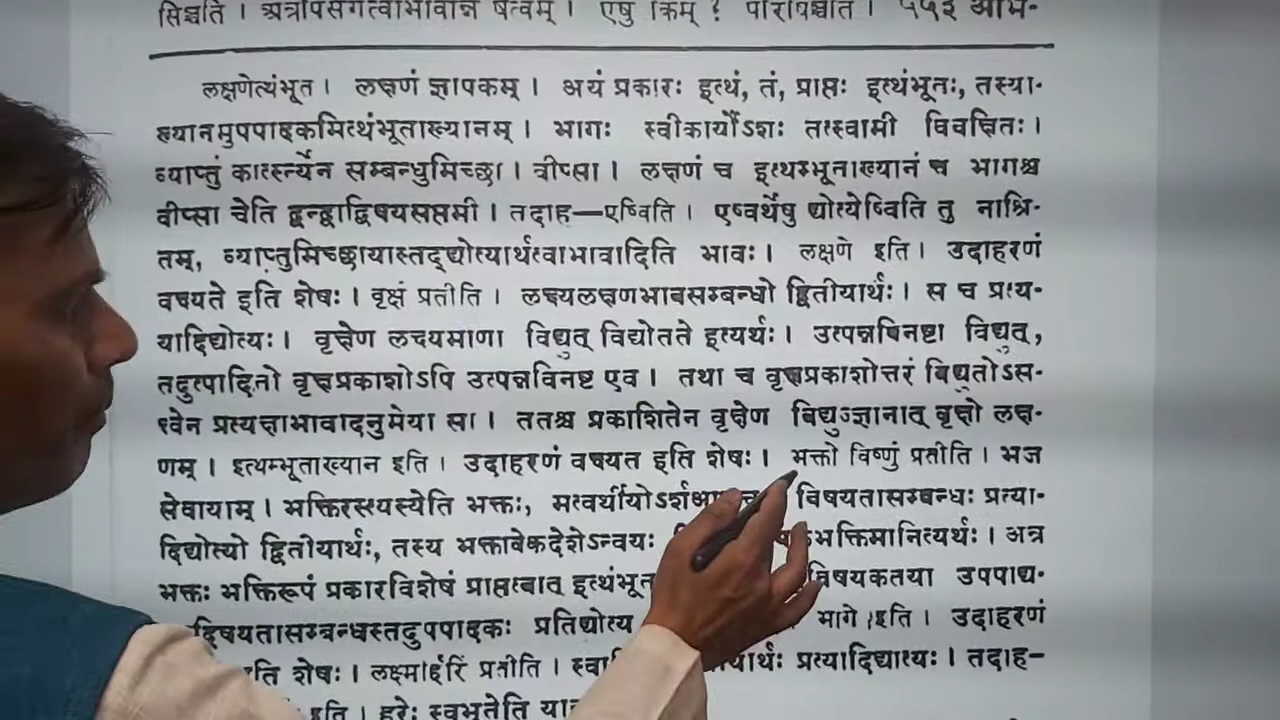 सिञ्चति । अत्रोपसर्गत्वाभावान्न षत्वम् । एषु किम् ? परिषिञ्चति । ५५३ अभि-
लक्षणेत्थंभूत । लक्षणं ज्ञापकम् । अयं प्रकारः इत्थं, तं, प्राप्तः इत्थंभूतः, तस्या-
ख्यानमुपपादकमित्थंभूताख्यानम् । भागः स्वीकार्योंऽशः तत्स्वामी विवक्षितः ।
व्याप्तुं कात्स्न्र्येन सम्बन्धुमिच्छा । वीप्सा । लक्षणं च इत्थम्भूताख्यानं च भागश्च
वीप्सा चेति द्वन्द्वाद्विषयसप्तमी । तदाह—एष्विति । एष्वर्थेषु द्योत्येष्विति तु नाश्रि-
तम्, व्याप्तुमिच्छायास्तद्द्योत्यार्थत्वाभावादिति भावः । लक्षणे इति । उदाहरणं
वक्ष्यते इति शेषः । वृक्षं प्रतीति । लक्ष्यलक्षणभावसम्बन्धो द्वितीयार्थः । स च प्रत्य-
यादिद्योत्यः । वृक्षेण लक्ष्यमाणा विद्युत् विद्योतते इत्यर्थः । उत्पन्नविनष्टा विद्युत्,
तदुत्पादितो वृक्षप्रकाशोऽपि उत्पन्नविनष्ट एव । तथा च वृक्षप्रकाशोत्तरं विद्युतोऽस-
त्त्वेन प्रत्यक्षाभावादनुमेया सा । ततश्च प्रकाशितेन वृक्षेण विद्युज्ज्ञानात् वृक्षो लक्ष-
णम् । इत्थम्भूताख्यान इति । उदाहरणं वक्ष्यत इति शेषः । भक्तो विष्णुं प्रतीति । भज
सेवायाम् । भक्तिरस्यास्तीति भक्तः, मत्वर्थीयोऽर्शआद्यच् विषयतासम्बन्धः प्रत्या-
दिद्योत्यो द्वितीयार्थः, तस्य भक्तावेकदेशेऽन्वयः भक्तिमानित्यर्थः । अत्र
भक्तः भक्तिरूपं प्रकारविशेषं प्राप्तत्वात् इत्थंभूत विषयकतया उपपाद्य-
द्विषयतासम्बन्धस्तदुपपादकः प्रतिद्योत्य भागे इति । उदाहरणं
शेषः । लक्ष्मीर्हरिं प्रतीति । प्रत्यादिद्योत्यः । तदाह—
इति । हरेः स्वभूतेति